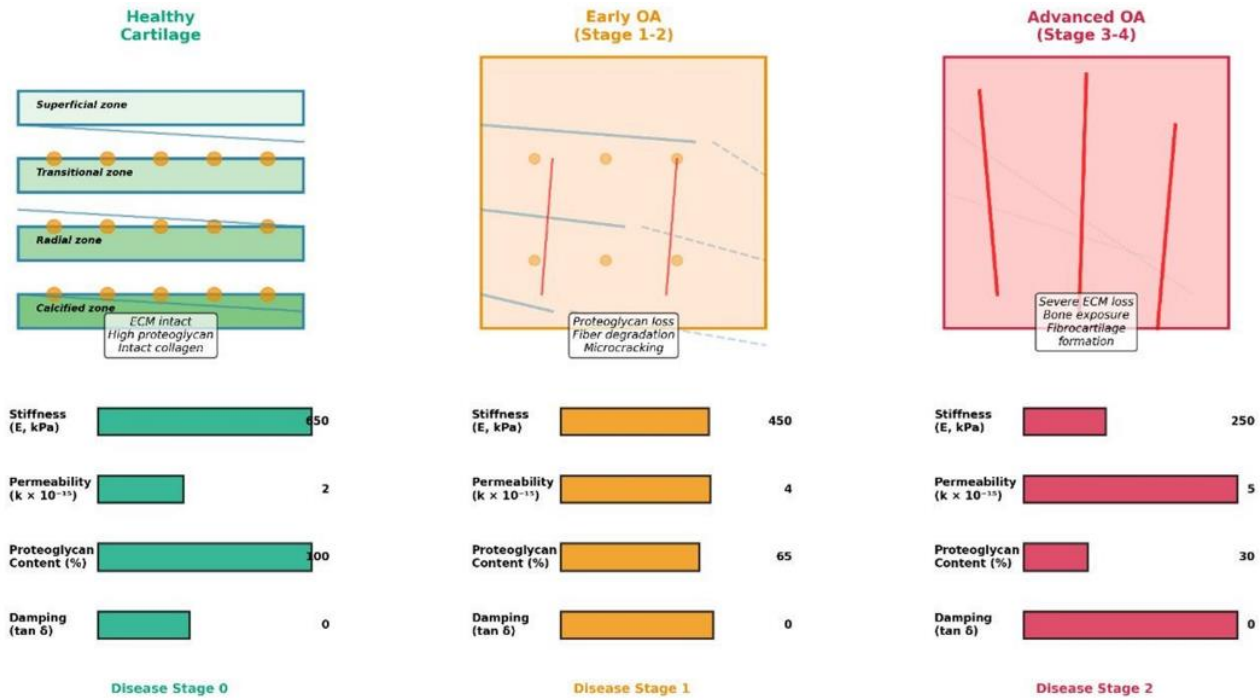 Healthy
Cartilage
Superficial zone
Transitional zone
Radial zone
Calcified zone
ECM intact
High proteoglycan
Intact collagen
Stiffness
(E, kPa)
650
Permeability
(k × 10⁻¹⁵)
2
Proteoglycan
Content (%)
100
Damping
(tan δ)
0
Disease Stage 0
Early OA
(Stage 1-2)
Proteoglycan loss
Fiber degradation
Microcracking
Stiffness
(E, kPa)
450
Permeability
(k × 10⁻¹⁵)
4
Proteoglycan
Content (%)
65
Damping
(tan δ)
0
Disease Stage 1
Advanced OA
(Stage 3-4)
Severe ECM loss
Bone exposure
Fibrocartilage
formation
Stiffness
(E, kPa)
250
Permeability
(k × 10⁻¹⁵)
5
Proteoglycan
Content (%)
30
Damping
(tan δ)
0
Disease Stage 2